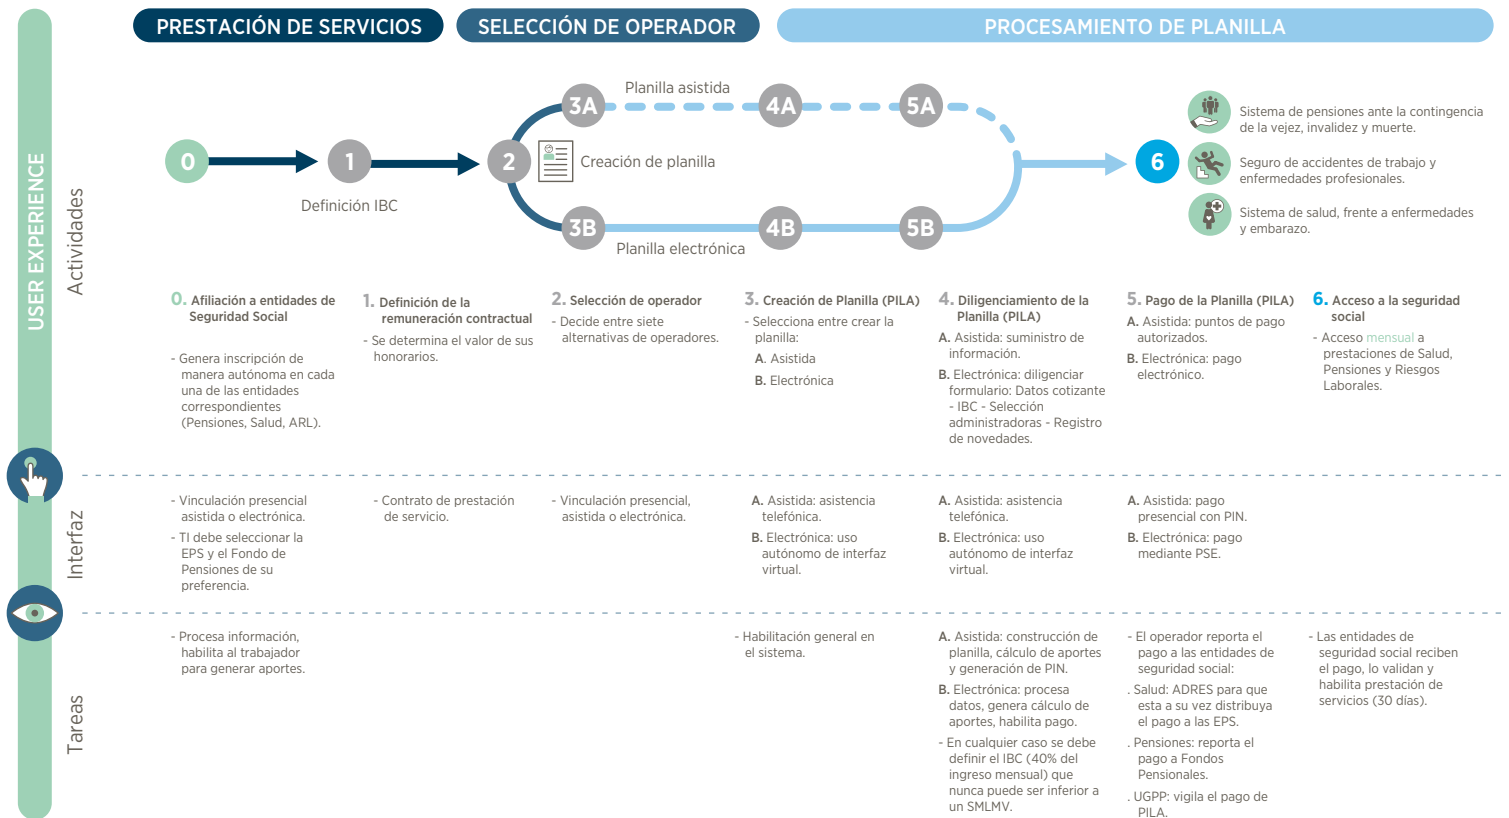 PRESTACIÓN DE SERVICIOS
SELECCIÓN DE OPERADOR
PROCESAMIENTO DE PLANILLA
USER EXPERIENCE
Actividades
3A
Planilla asistida
4A
5A
0
1
Definición IBC
2
Creación de planilla
3B
Planilla electrónica
4B
5B
6
Sistema de pensiones ante la contingencia
de la vejez, invalidez y muerte.
Seguro de accidentes de trabajo y
enfermedades profesionales.
Sistema de salud, frente a enfermedades
y embarazo.
0. Afiliación a entidades de
Seguridad Social
- Genera inscripción de
manera autónoma en cada
una de las entidades
correspondientes
(Pensiones, Salud, ARL).
1. Definición de la
remuneración contractual
- Se determina el valor de sus
honorarios.
2. Selección de operador
- Decide entre siete
alternativas de operadores.
3. Creación de Planilla (PILA)
- Selecciona entre crear la
planilla:
A. Asistida
B. Electrónica
4. Diligenciamiento de la
Planilla (PILA)
A. Asistida: suministro de
información.
B. Electrónica: diligenciar
formulario: Datos cotizante
- IBC - Selección
administradoras - Registro
de novedades.
5. Pago de la Planilla (PILA)
A. Asistida: puntos de pago
autorizados.
B. Electrónica: pago
electrónico.
6. Acceso a la seguridad
social
- Acceso mensual a
prestaciones de Salud,
Pensiones y Riesgos
Laborales.
Interfaz
- Vinculación presencial
asistida o electrónica.
- TI debe seleccionar la
EPS y el Fondo de
Pensiones de su
preferencia.
- Contrato de prestación
de servicio.
- Vinculación presencial,
asistida o electrónica.
A. Asistida: asistencia
telefónica.
B. Electrónica: uso
autónomo de interfaz
virtual.
A. Asistida: asistencia
telefónica.
B. Electrónica: uso
autónomo de interfaz
virtual.
A. Asistida: pago
presencial con PIN.
B. Electrónica: pago
mediante PSE.
Tareas
- Procesa información,
habilita al trabajador
para generar aportes.
- Habilitación general en
el sistema.
A. Asistida: construcción de
planilla, cálculo de aportes
y generación de PIN.
B. Electrónica: procesa
datos, genera cálculo de
aportes, habilita pago.
- En cualquier caso se debe
definir el IBC (40% del
ingreso mensual) que
nunca puede ser inferior a
un SMLMV.
- El operador reporta el
pago a las entidades de
seguridad social:
. Salud: ADRES para que
esta a su vez distribuya
el pago a las EPS.
. Pensiones: reporta el
pago a Fondos
Pensionales.
. UGPP: vigila el pago de
PILA.
- Las entidades de
seguridad social reciben
el pago, lo validan y
habilita prestación de
servicios (30 días).